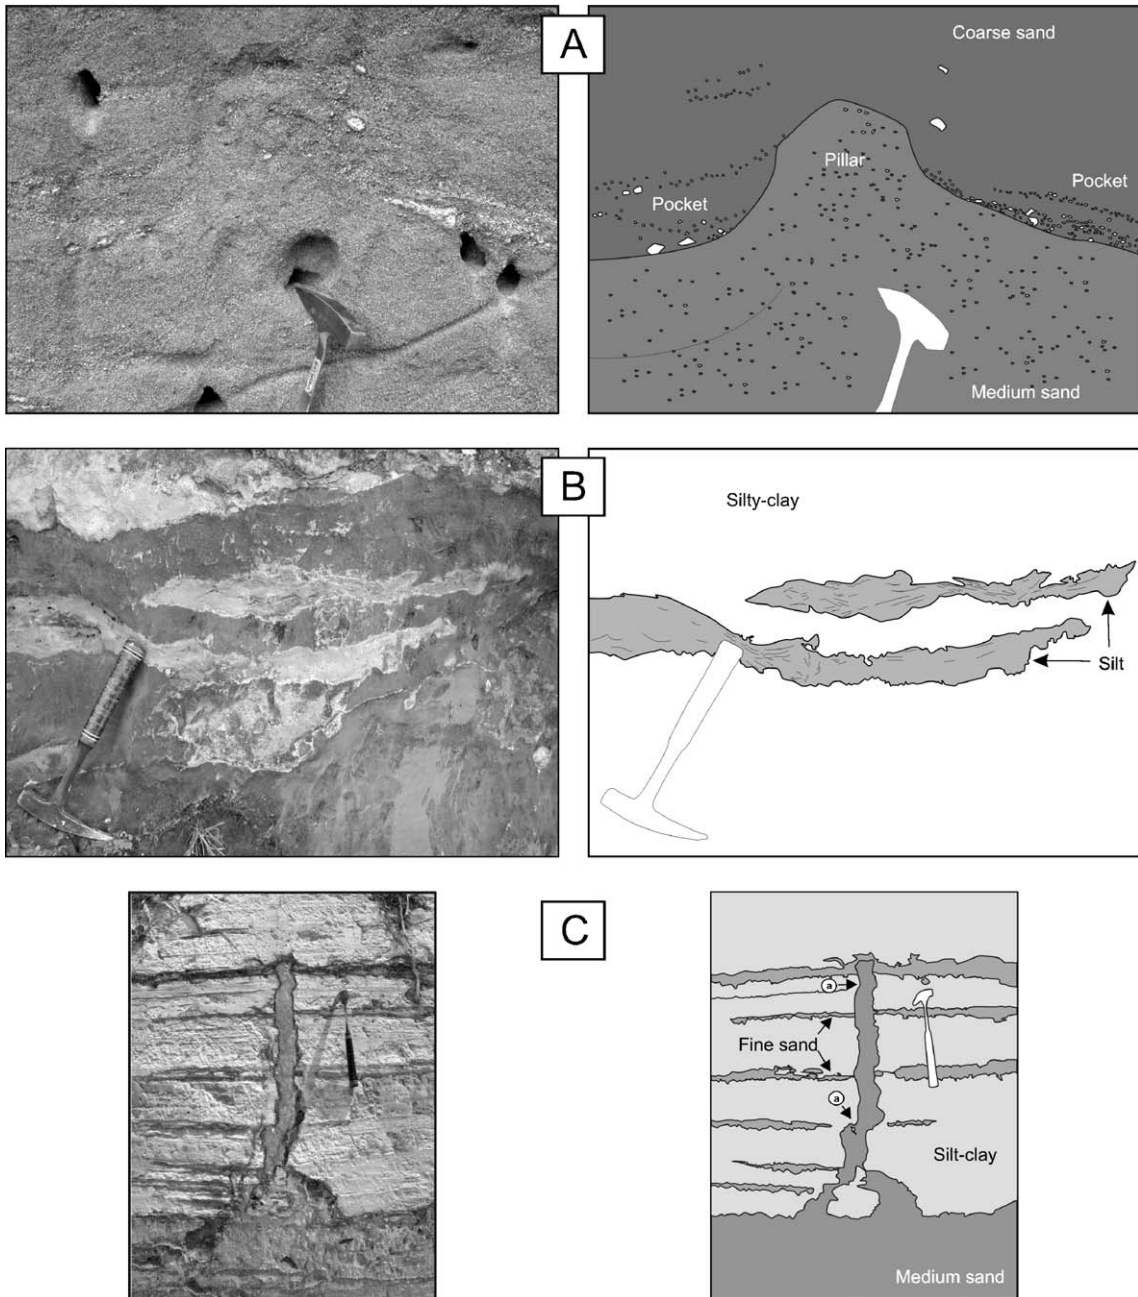 A
Coarse sand
Pillar
Pocket
Pocket
Medium sand
B
Silty-clay
Silt
C
a
Fine sand
a
Silt-clay
Medium sand